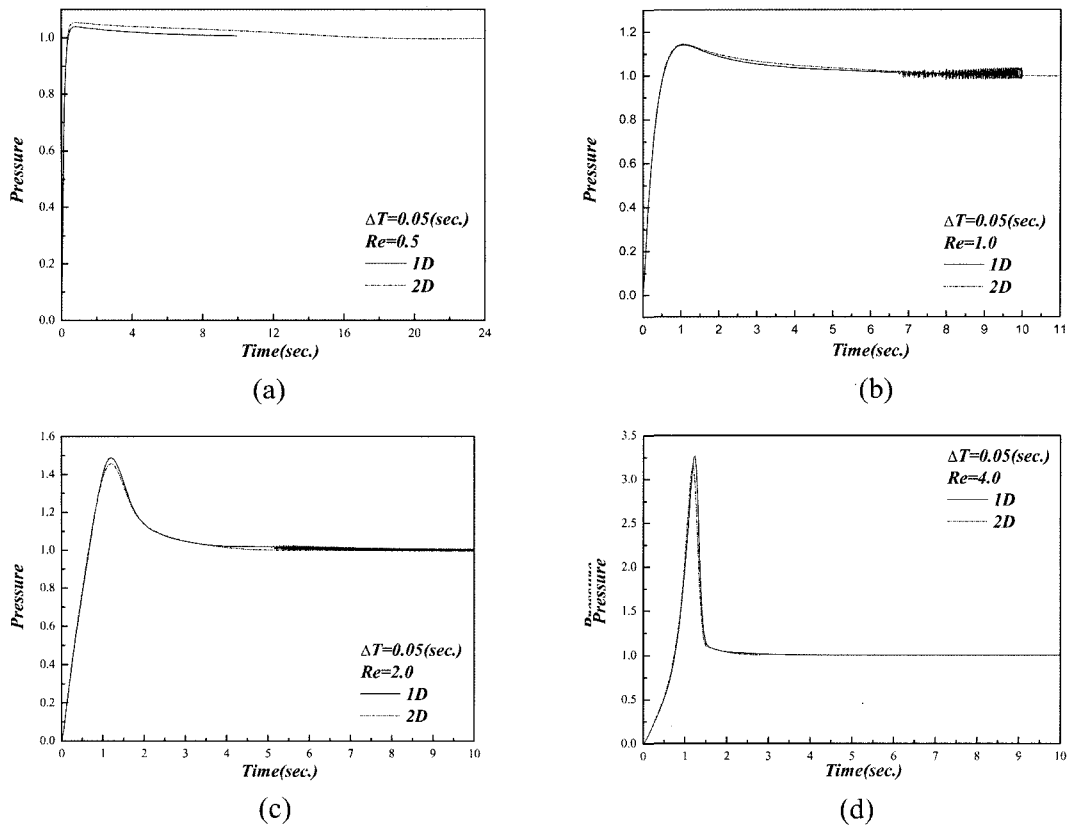 1.0
0.8
0.6
0.4
0.2
0.0
Pressure
ΔT=0.05(sec.)
Re=0.5
1D
2D
0 4 8 12 16 20 24
Time(sec.)
(a)
1.2
1.0
0.8
0.6
0.4
0.2
0.0
Pressure
ΔT=0.05(sec.)
Re=1.0
1D
2D
0 1 2 3 4 5 6 7 8 9 10 11
Time(sec.)
(b)
1.6
1.4
1.2
1.0
0.8
0.6
0.4
0.2
0.0
Pressure
ΔT=0.05(sec.)
Re=2.0
1D
2D
0 1 2 3 4 5 6 7 8 9 10
Time(sec.)
(c)
3.5
3.0
2.5
2.0
1.5
1.0
0.5
0.0
Pressure
ΔT=0.05(sec.)
Re=4.0
1D
2D
0 1 2 3 4 5 6 7 8 9 10
Time(sec.)
(d)